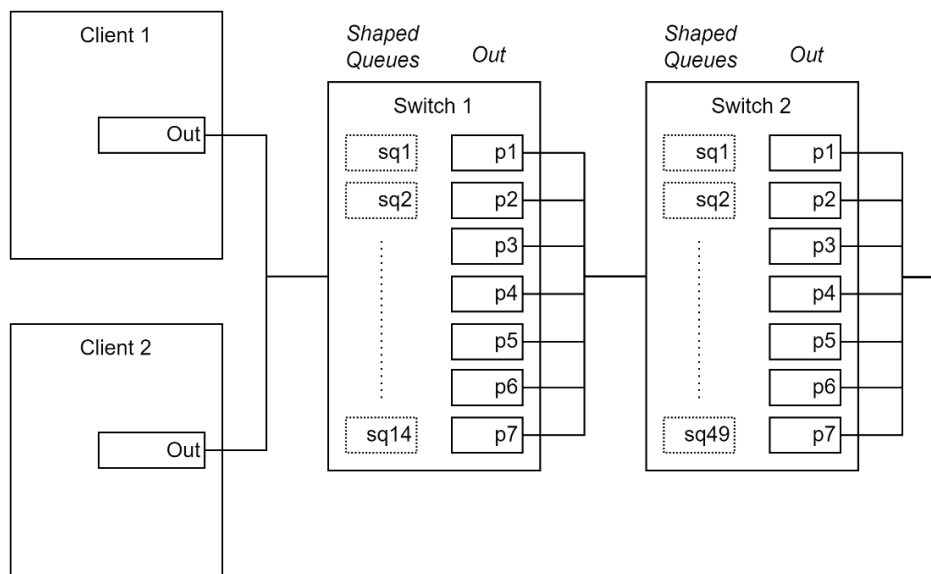 Client 1
Out
Client 2
Out
Shaped
Queues
Out
Switch 1
sq1
p1
sq2
p2
p3
p4
p5
p6
sq14
p7
Shaped
Queues
Out
Switch 2
sq1
p1
sq2
p2
p3
p4
p5
p6
sq49
p7